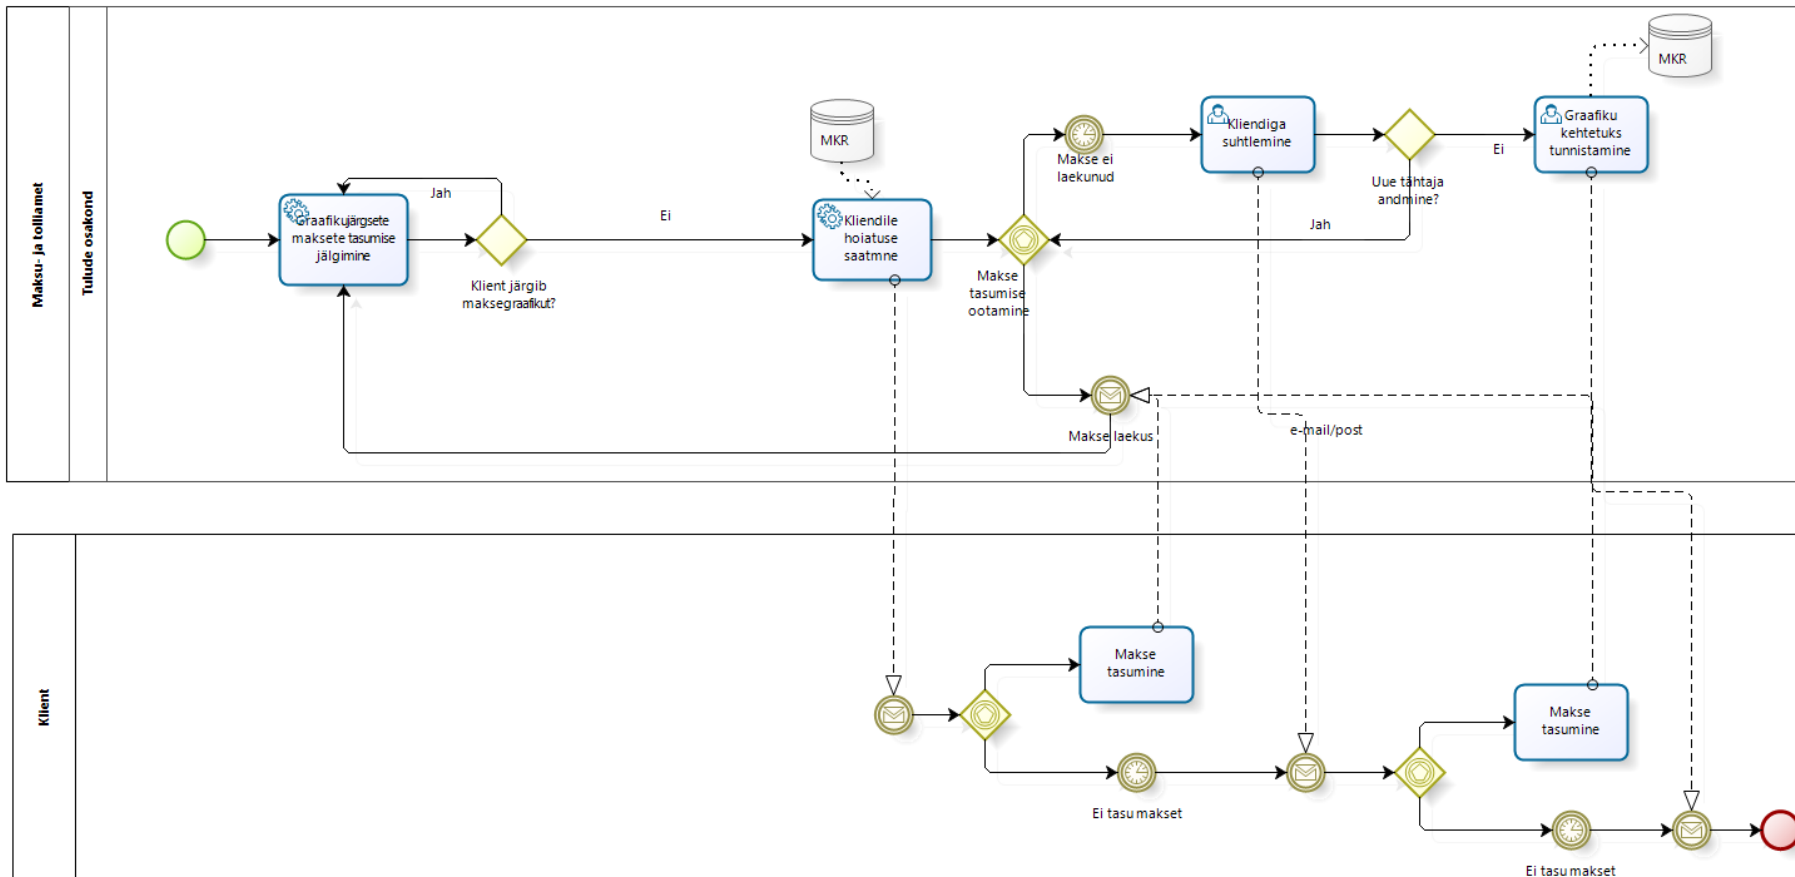 Maksu- ja tolliamet
Tulude osakond
MKR
MKR
Graafikujärgsete
maksete tasumise
jälgimine
Jah
Klient järgib
maksegraafikut?
Ei
Kliendile
hoiatuse
saatmne
Makse
tasumise
ootamine
Makse ei
laekunud
Kliendiga
suhtlemine
Uue tähtaja
andmine?
Ei
Jah
Graafiku
kehtetuks
tunnistamine
Makse laekus
e-mail/post
Klient
Makse
tasumine
Ei tasu makset
Makse
tasumine
Ei tasu makset